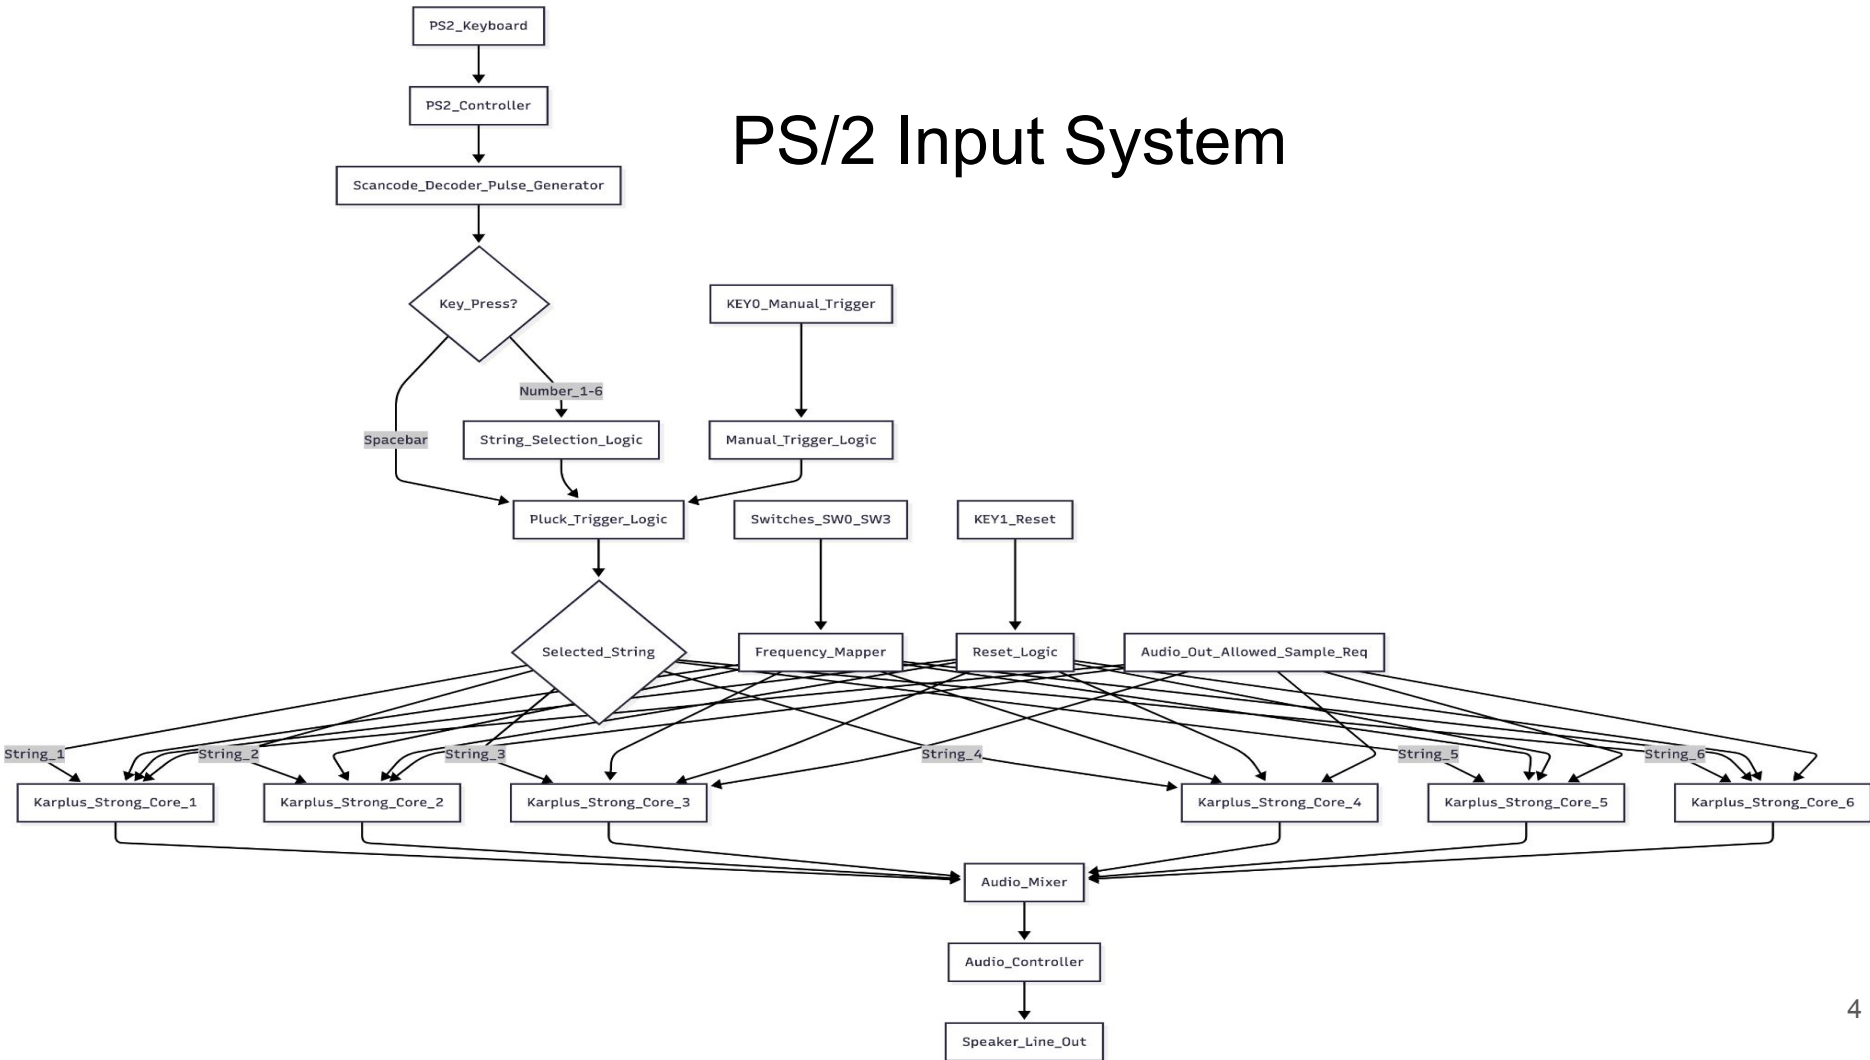 PS2_Keyboard
PS2_Controller
PS/2 Input System
Scancode_Decoder_Pulse_Generator
Key_Press?
KEY0_Manual_Trigger
Number_1-6
Spacebar
String_Selection_Logic
Manual_Trigger_Logic
Pluck_Trigger_Logic
Switches_SW0_SW3
KEY1_Reset
Selected_String
Frequency_Mapper
Reset_Logic
Audio_Out_Allowed_Sample_Req
String_1
String_2
String_3
String_4
String_5
String_6
Karplus_Strong_Core_1
Karplus_Strong_Core_2
Karplus_Strong_Core_3
Karplus_Strong_Core_4
Karplus_Strong_Core_5
Karplus_Strong_Core_6
Audio_Mixer
Audio_Controller
Speaker_Line_Out
4